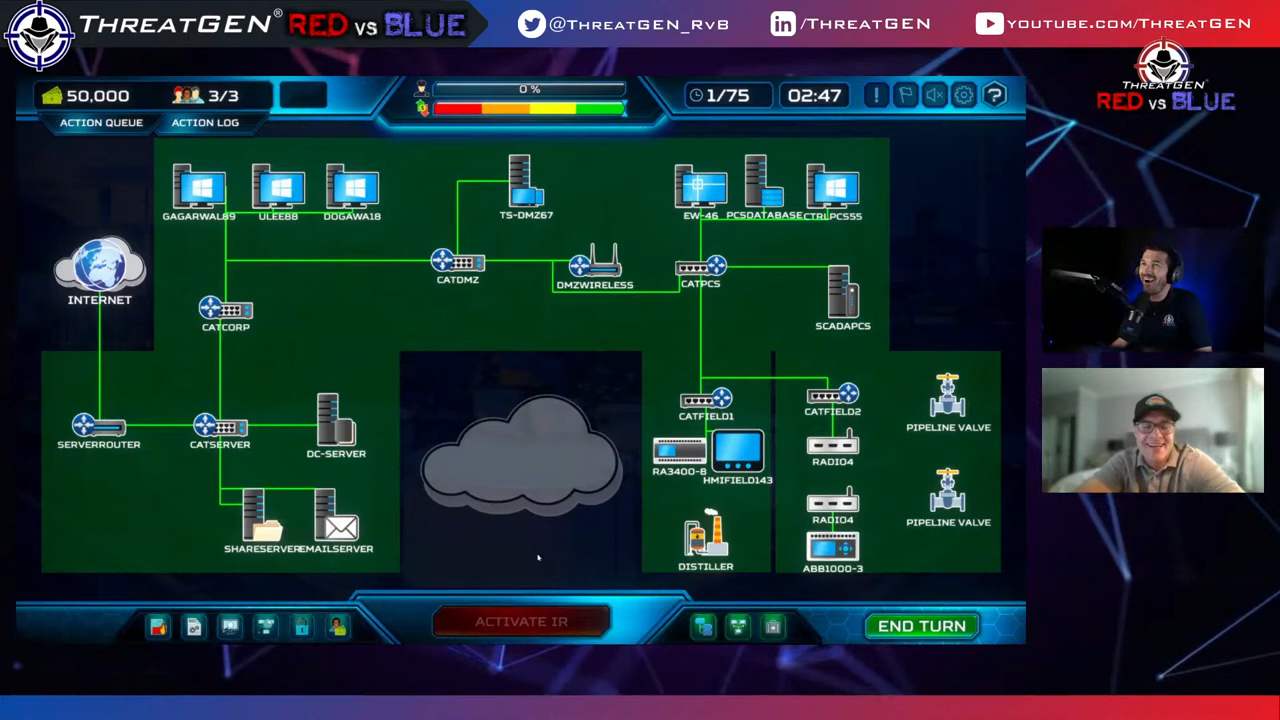 THREATGEN® RED VS BLUE
@THREATGEN_RVB
THREATGEN
YOUTUBE.COM/THREATGEN
THREATGEN®
RED VS BLUE
50,000
3/3
0 %
1/75
02:47
ACTION QUEUE
ACTION LOG
GAGARWAL89
ULEE88
DOGAWA18
TS-DMZ67
EW-46
PCSDATABASE
CTRLPCS55
INTERNET
CATDMZ
DMZWIRELESS
CATPCS
CATCORP
SCADAPCS
SERVERROUTER
CATSERVER
DC-SERVER
CATFIELD1
CATFIELD2
PIPELINE VALVE
RA3400-8
HMIFIELD143
RADIO4
SHARESERVER
EMAILSERVER
RADIO4
PIPELINE VALVE
DISTILLER
ABB1000-3
ACTIVATE IR
END TURN